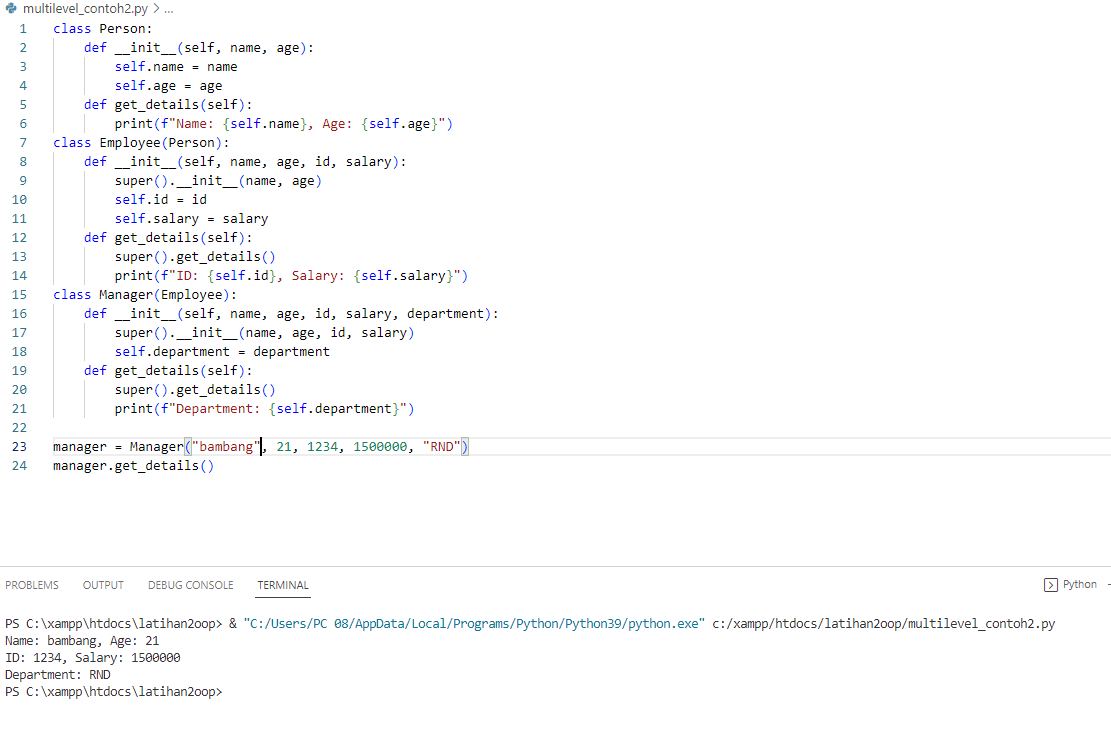 multilevel_contoh2.py > ...
1 class Person:
2     def __init__(self, name, age):
3         self.name = name
4         self.age = age
5     def get_details(self):
6         print(f"Name: {self.name}, Age: {self.age}")
7 class Employee(Person):
8     def __init__(self, name, age, id, salary):
9         super().__init__(name, age)
10         self.id = id
11         self.salary = salary
12     def get_details(self):
13         super().get_details()
14         print(f"ID: {self.id}, Salary: {self.salary}")
15 class Manager(Employee):
16     def __init__(self, name, age, id, salary, department):
17         super().__init__(name, age, id, salary)
18         self.department = department
19     def get_details(self):
20         super().get_details()
21         print(f"Department: {self.department}")
22
23 manager = Manager("bambang", 21, 1234, 1500000, "RND")
24 manager.get_details()
PROBLEMS OUTPUT DEBUG CONSOLE TERMINAL Python
PS C:\xampp\htdocs\latihan2oop> & "C:/Users/PC 08/AppData/Local/Programs/Python/Python39/python.exe" c:/xampp/htdocs/latihan2oop/multilevel_contoh2.py
Name: bambang, Age: 21
ID: 1234, Salary: 1500000
Department: RND
PS C:\xampp\htdocs\latihan2oop>